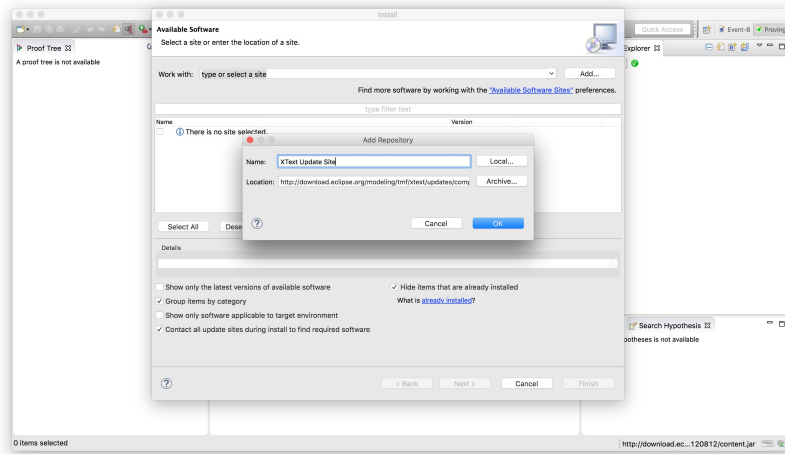 Install
Quick Access
Event-B
Proving
Proof Tree
A proof tree is not available
Available Software
Select a site or enter the location of a site.
Explorer
Work with:
type or select a site
Add...
Find more software by working with the "Available Software Sites" preferences.
type filter text
Name
Version
There is no site selected.
Add Repository
Name:
XText Update Site
Local...
Location:
http://download.eclipse.org/modeling/tmf/xtext/updates/comp
Archive...
Cancel
OK
Select All
Dese
Details
Show only the latest versions of available software
Hide items that are already installed
Group items by category
What is already installed?
Show only software applicable to target environment
Contact all update sites during install to find required software
Search Hypothesis
potheses is not available
< Back
Next >
Cancel
Finish
0 items selected
http://download.ec...120812/content.jar